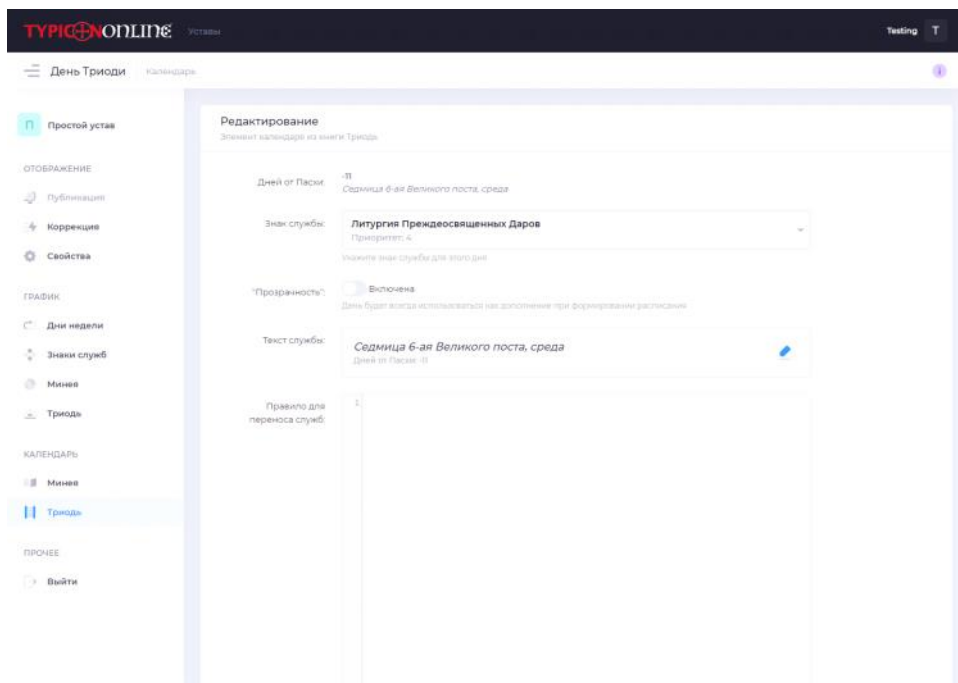 TYPICONONLINE Уставы Testing T
День Триоди Календарь i
П Простой устав
ОТОБРАЖЕНИЕ
Публикация
Коррекция
Свойства
ГРАФИК
Дни недели
Знаки служб
Минея
Триодь
КАЛЕНДАРЬ
Минея
Триодь
ПРОЧЕЕ
Выйти
Редактирование
Элемент календаря из книги Триодь
Дней от Пасхи: -11
Седмица 6-ая Великого поста, среда
Знак службы: Литургия Преждеосвященных Даров
Приоритет: 4
Укажите знак службы для этого дня
"Прозрачность": Включена
День будет всегда использоваться как дополнение при формировании расписания
Текст службы: Седмица 6-ая Великого поста, среда
Дней от Пасхи: -11
Правило для
переноса служб:
1